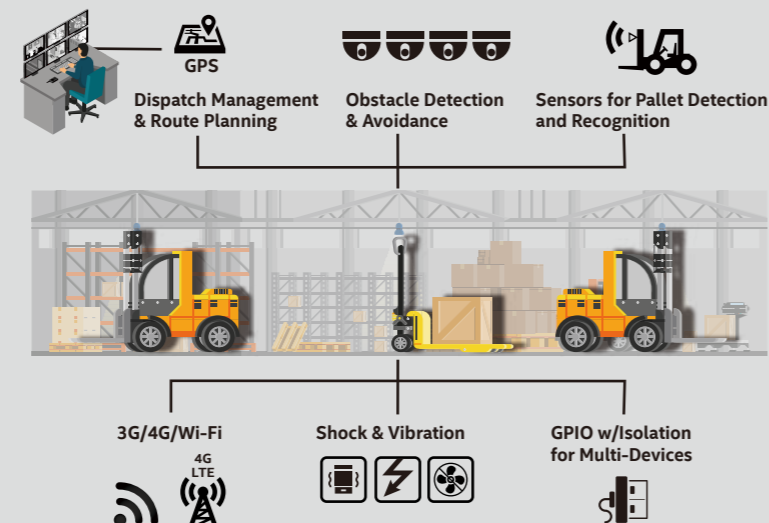 GPS
Dispatch Management
& Route Planning
Obstacle Detection
& Avoidance
Sensors for Pallet Detection
and Recognition
3G/4G/Wi-Fi
4G
LTE
Shock & Vibration
GPIO w/Isolation
for Multi-Devices